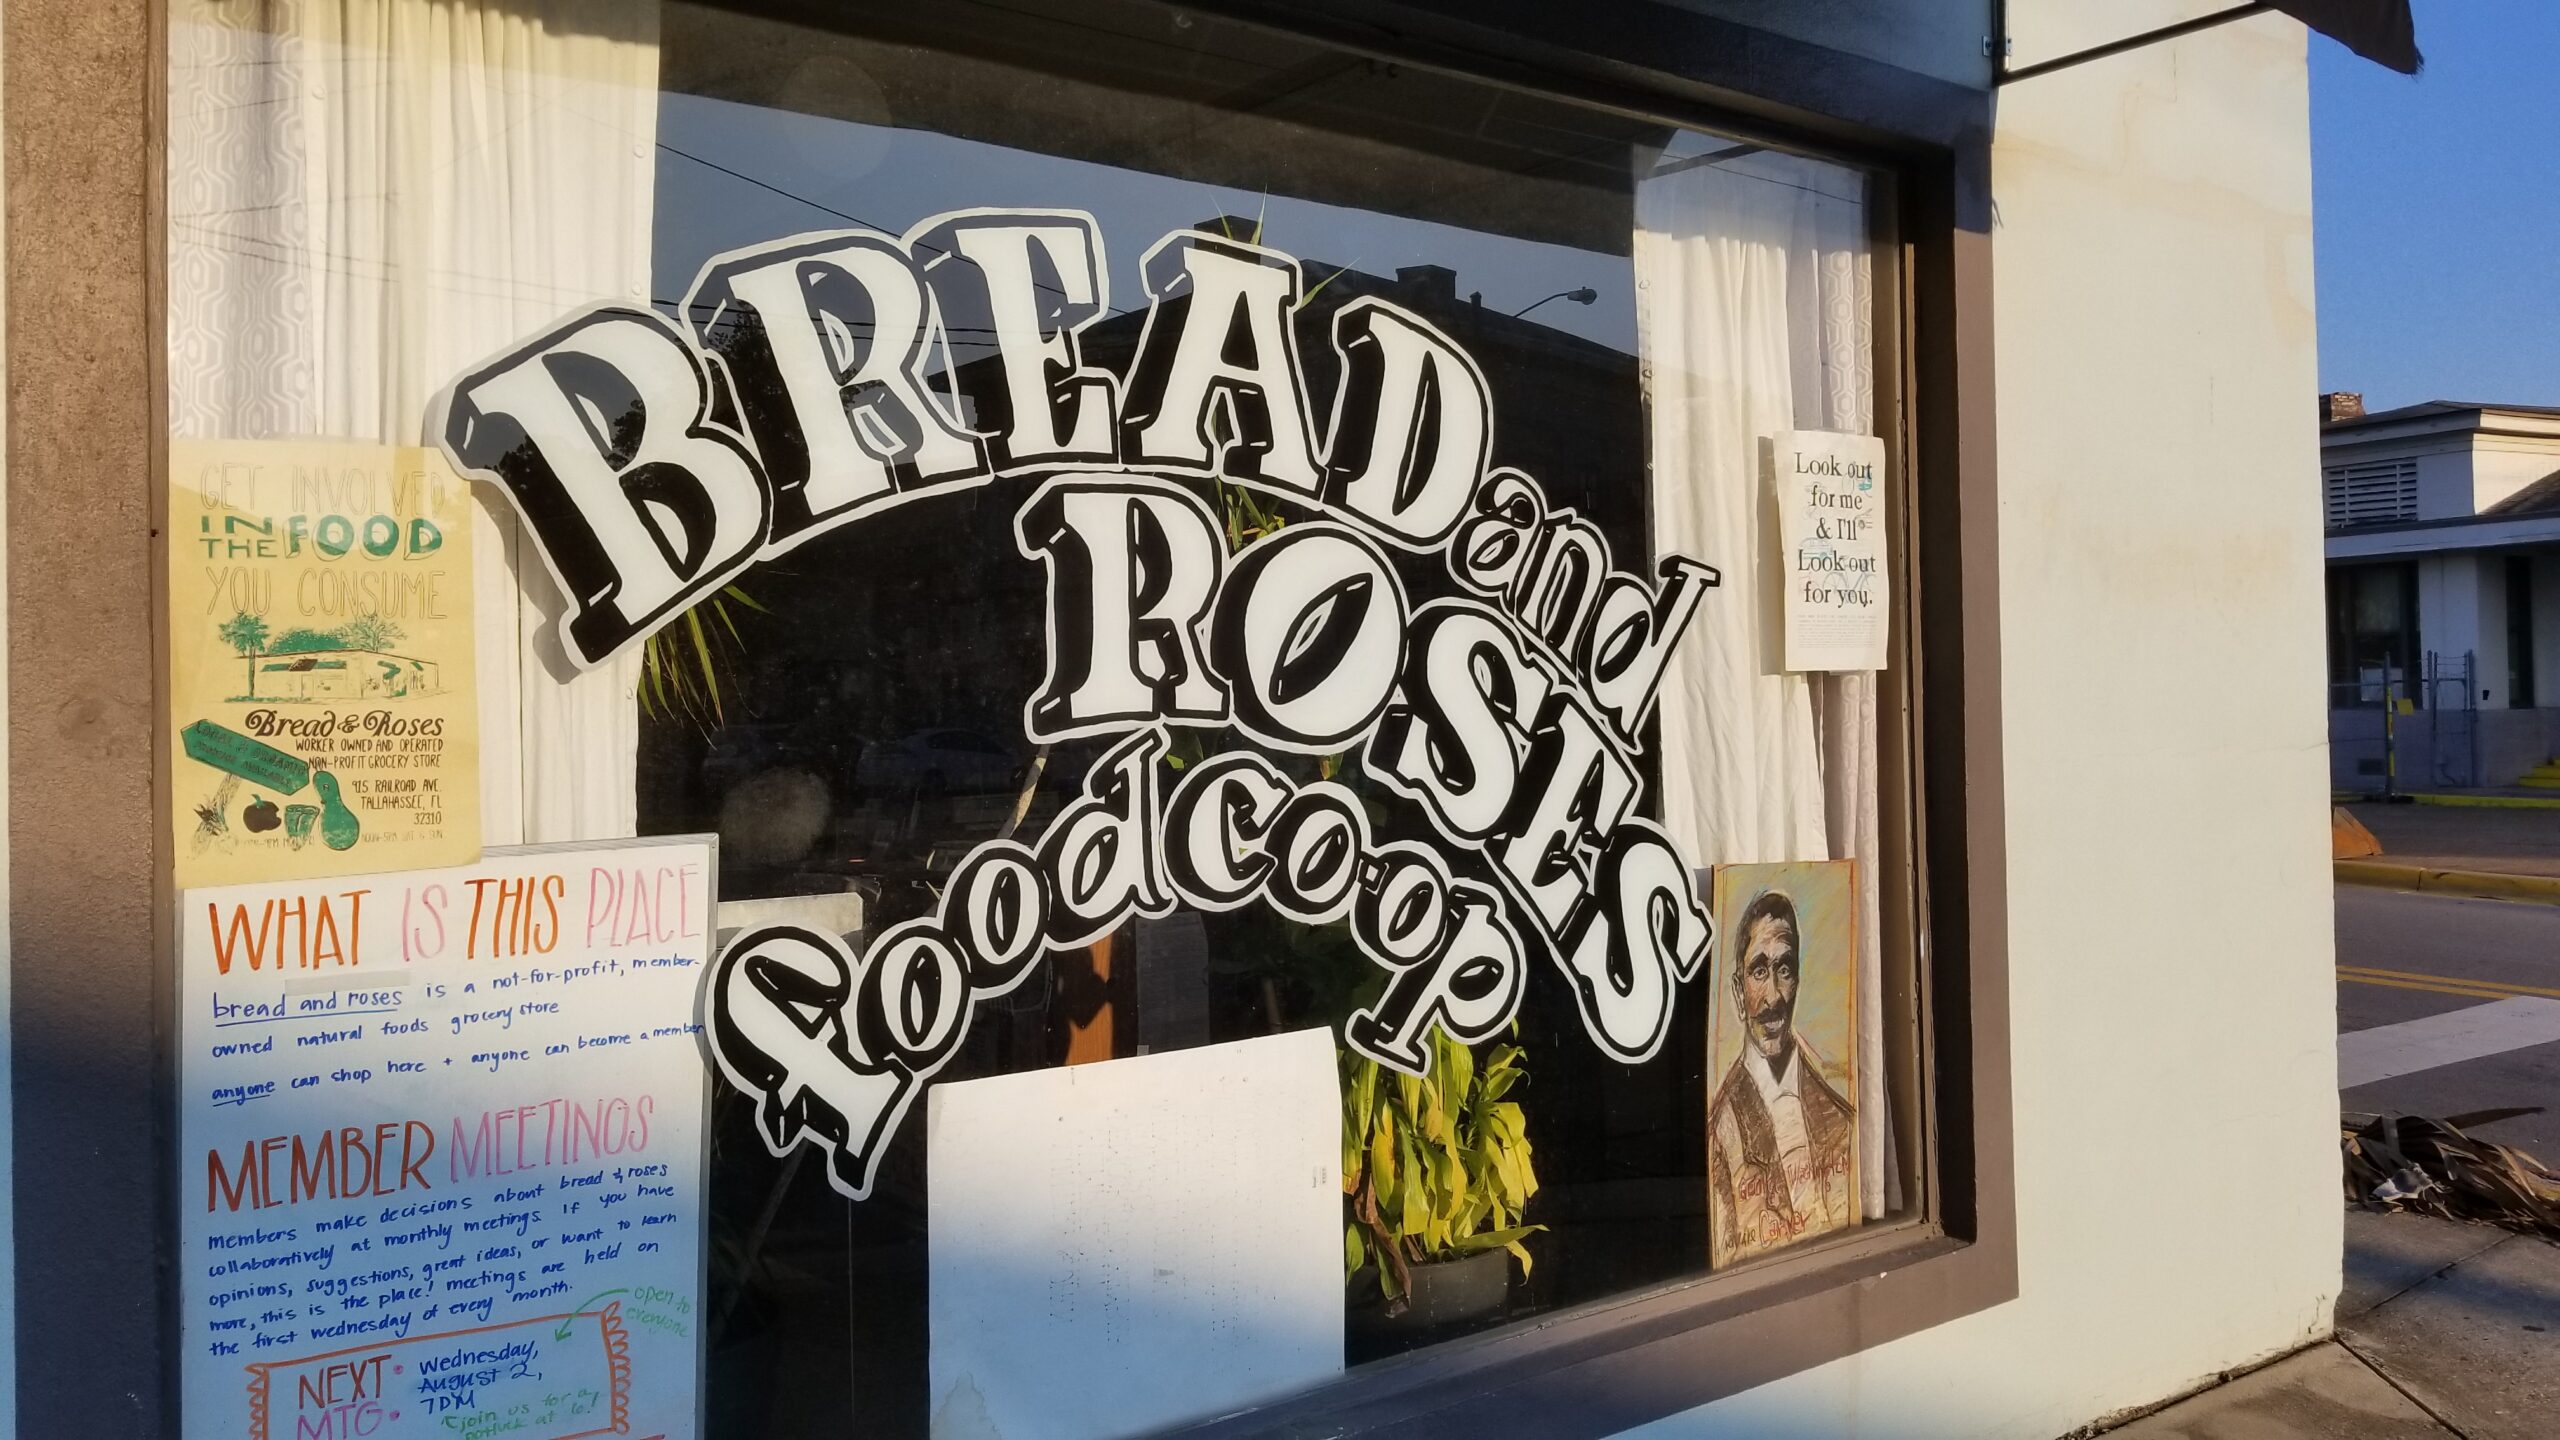 BREAD and
ROSES
food co-op
GET INVOLVED
IN THE FOOD
YOU CONSUME
Bread & Roses
WORKER OWNED AND OPERATED
NON-PROFIT GROCERY STORE
915 RAILROAD AVE.
TALLAHASSEE, FL
32310
WHAT IS THIS PLACE
bread and roses is a not-for-profit, member-
owned natural foods grocery store
anyone can shop here + anyone can become a member
MEMBER MEETINGS
members make decisions about bread & roses
collaboratively at monthly meetings. If you have
opinions, suggestions, great ideas, or want to learn
more, this is the place! meetings are held on
the first wednesday of every month.
open to
everyone
NEXT
MTG
Wednesday,
August 2,
7PM
join us for a
potluck at 6!
Look out
for me
& I'll
Look out
for you.
George Washington
Carver